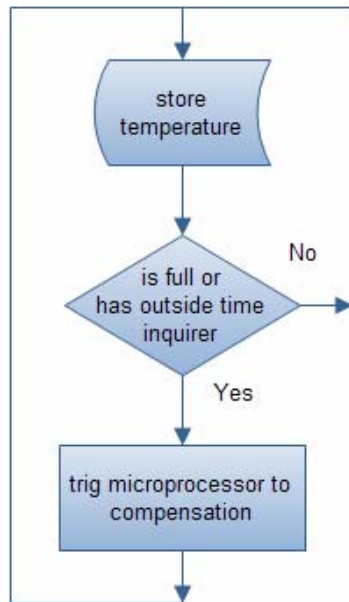 store
temperature
No
is full or
has outside time
inquirer
Yes
trig microprocessor to
compensation